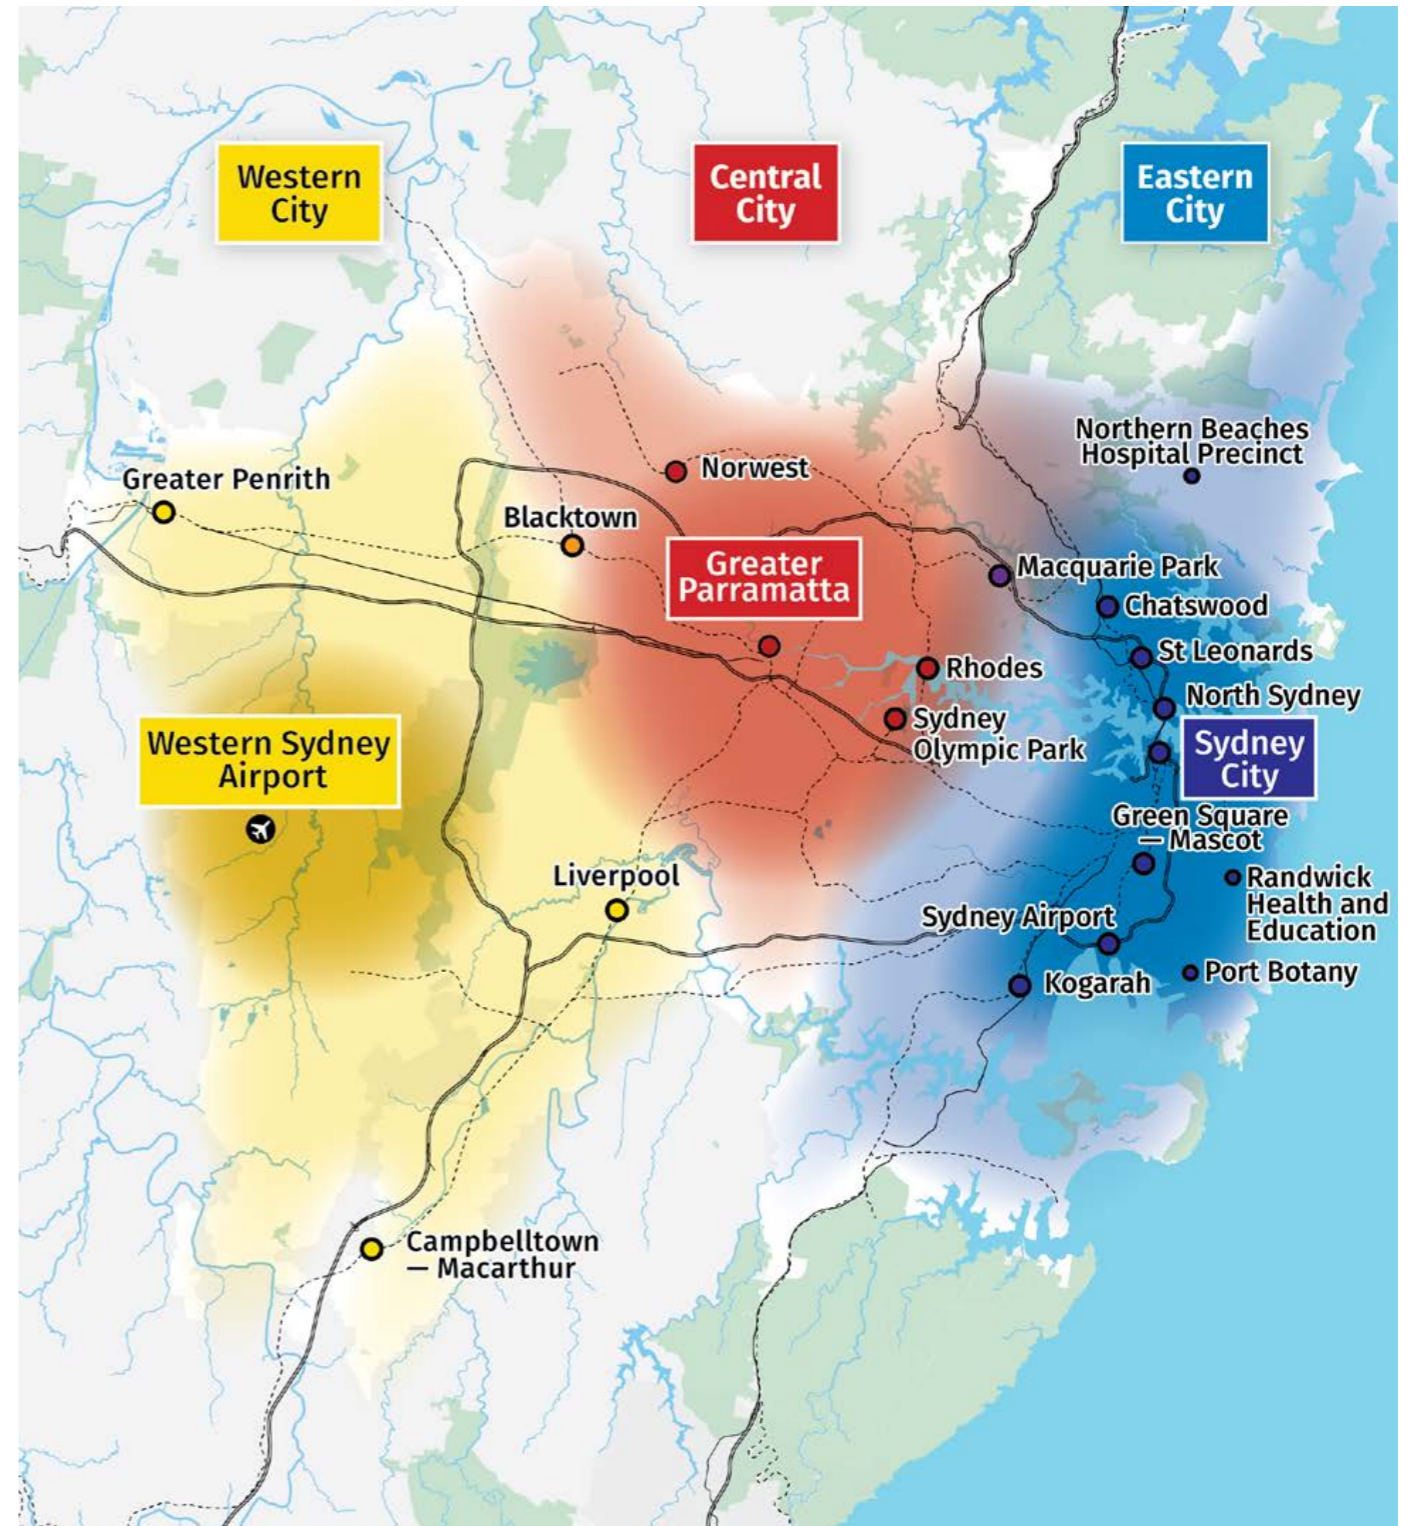 Western
City
Central
City
Eastern
City
Northern Beaches
Hospital Precinct
Norwest
Greater Penrith
Blacktown
Greater
Parramatta
Macquarie Park
Chatswood
St Leonards
Rhodes
North Sydney
Sydney
Olympic Park
Sydney
City
Western Sydney
Airport
Green Square
— Mascot
Liverpool
Randwick
Health and
Education
Sydney Airport
Port Botany
Kogarah
Campbelltown
— Macarthur